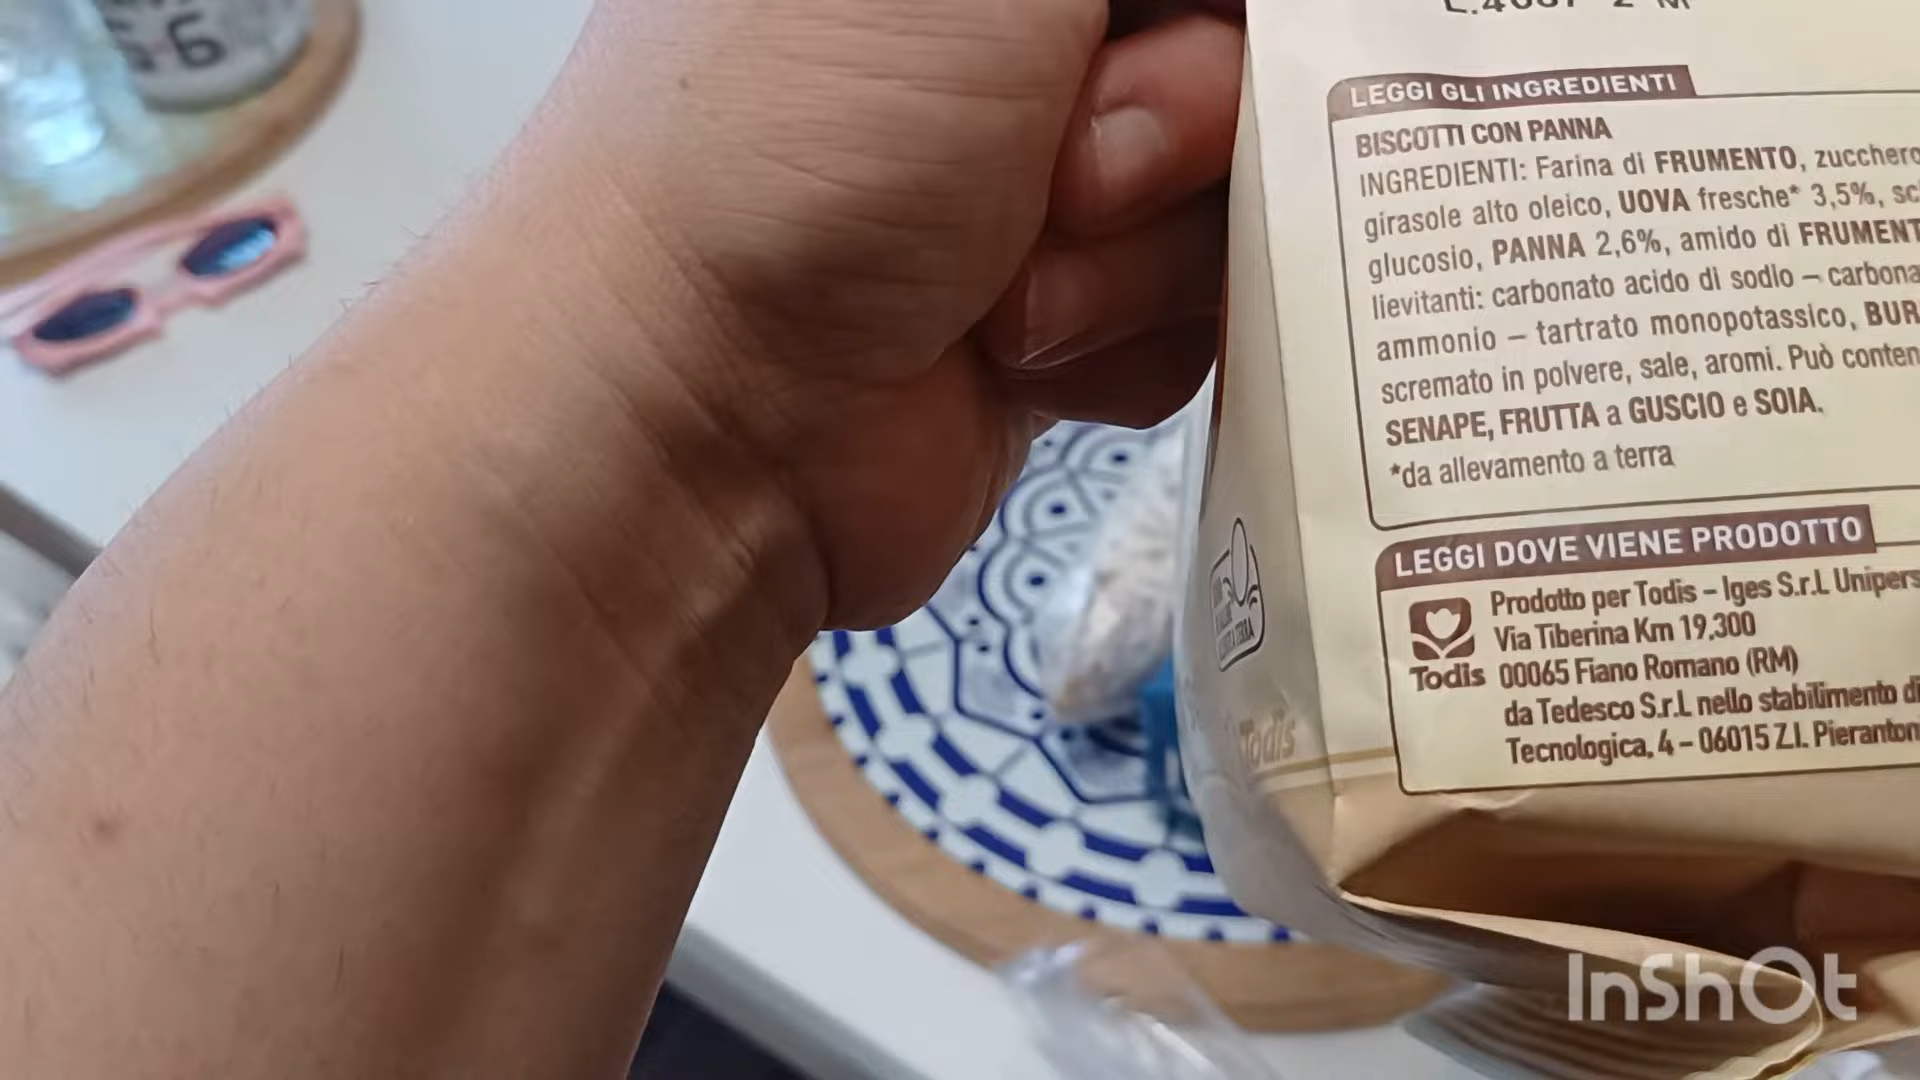 LEGGI GLI INGREDIENTI
BISCOTTI CON PANNA
INGREDIENTI: Farina di FRUMENTO, zucchero
girasole alto oleico, UOVA fresche* 3,5%, sc
glucosio, PANNA 2,6%, amido di FRUMENT
lievitanti: carbonato acido di sodio – carbona
ammonio – tartrato monopotassico, BUR
scremato in polvere, sale, aromi. Può conten
SENAPE, FRUTTA a GUSCIO e SOIA.
*da allevamento a terra
LEGGI DOVE VIENE PRODOTTO
Prodotto per Todis – Iges S.r.l. Unipers
Via Tiberina Km 19,300
00065 Fiano Romano (RM)
da Tedesco S.r.l. nello stabilimento di
Tecnologica, 4 – 06015 Z.I. Pieranton
Todis
Todis
InShOt